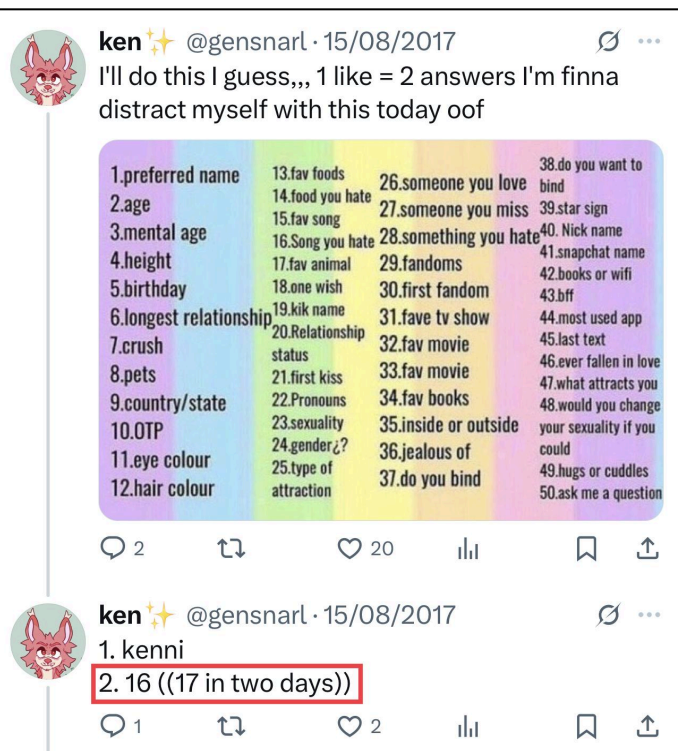 ken✨ @gensnarl · 15/08/2017
I'll do this I guess,,, 1 like = 2 answers I'm finna
distract myself with this today oof
1.preferred name
2.age
3.mental age
4.height
5.birthday
6.longest relationship
7.crush
8.pets
9.country/state
10.OTP
11.eye colour
12.hair colour
13.fav foods
14.food you hate
15.fav song
16.Song you hate
17.fav animal
18.one wish
19.kik name
20.Relationship
status
21.first kiss
22.Pronouns
23.sexuality
24.gender¿?
25.type of
attraction
26.someone you love
27.someone you miss
28.something you hate
29.fandoms
30.first fandom
31.fave tv show
32.fav movie
33.fav movie
34.fav books
35.inside or outside
36.jealous of
37.do you bind
38.do you want to
bind
39.star sign
40. Nick name
41.snapchat name
42.books or wifi
43.bff
44.most used app
45.last text
46.ever fallen in love
47.what attracts you
48.would you change
your sexuality if you
could
49.hugs or cuddles
50.ask me a question
2 20
ken✨ @gensnarl · 15/08/2017
1. kenni
2. 16 ((17 in two days))
1 2